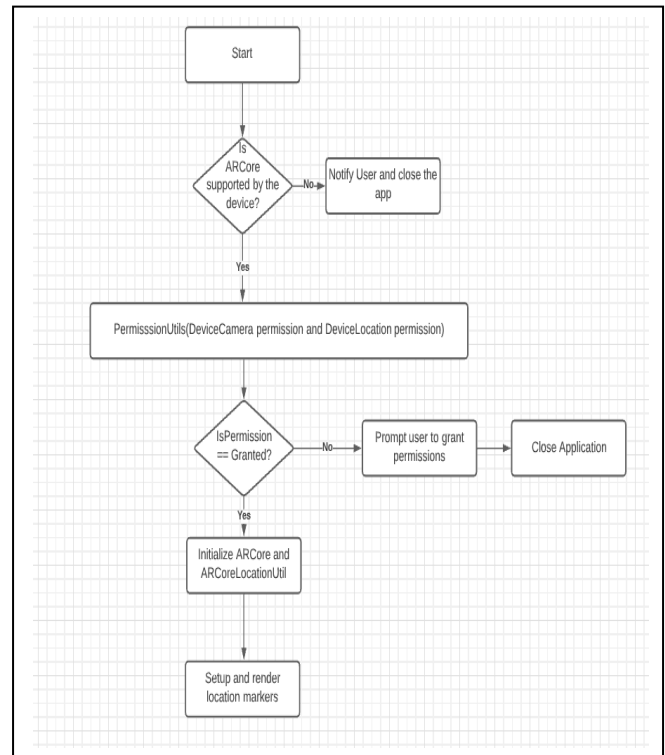 Start
Is
ARCore
supported by the
device?
No
Notify User and close the
app
Yes
PermisssionUtils(DeviceCamera permission and DeviceLocation permission)
IsPermission
== Granted?
No
Prompt user to grant
permissions
Close Application
Yes
Initialize ARCore and
ARCoreLocationUtil
Setup and render
location markers